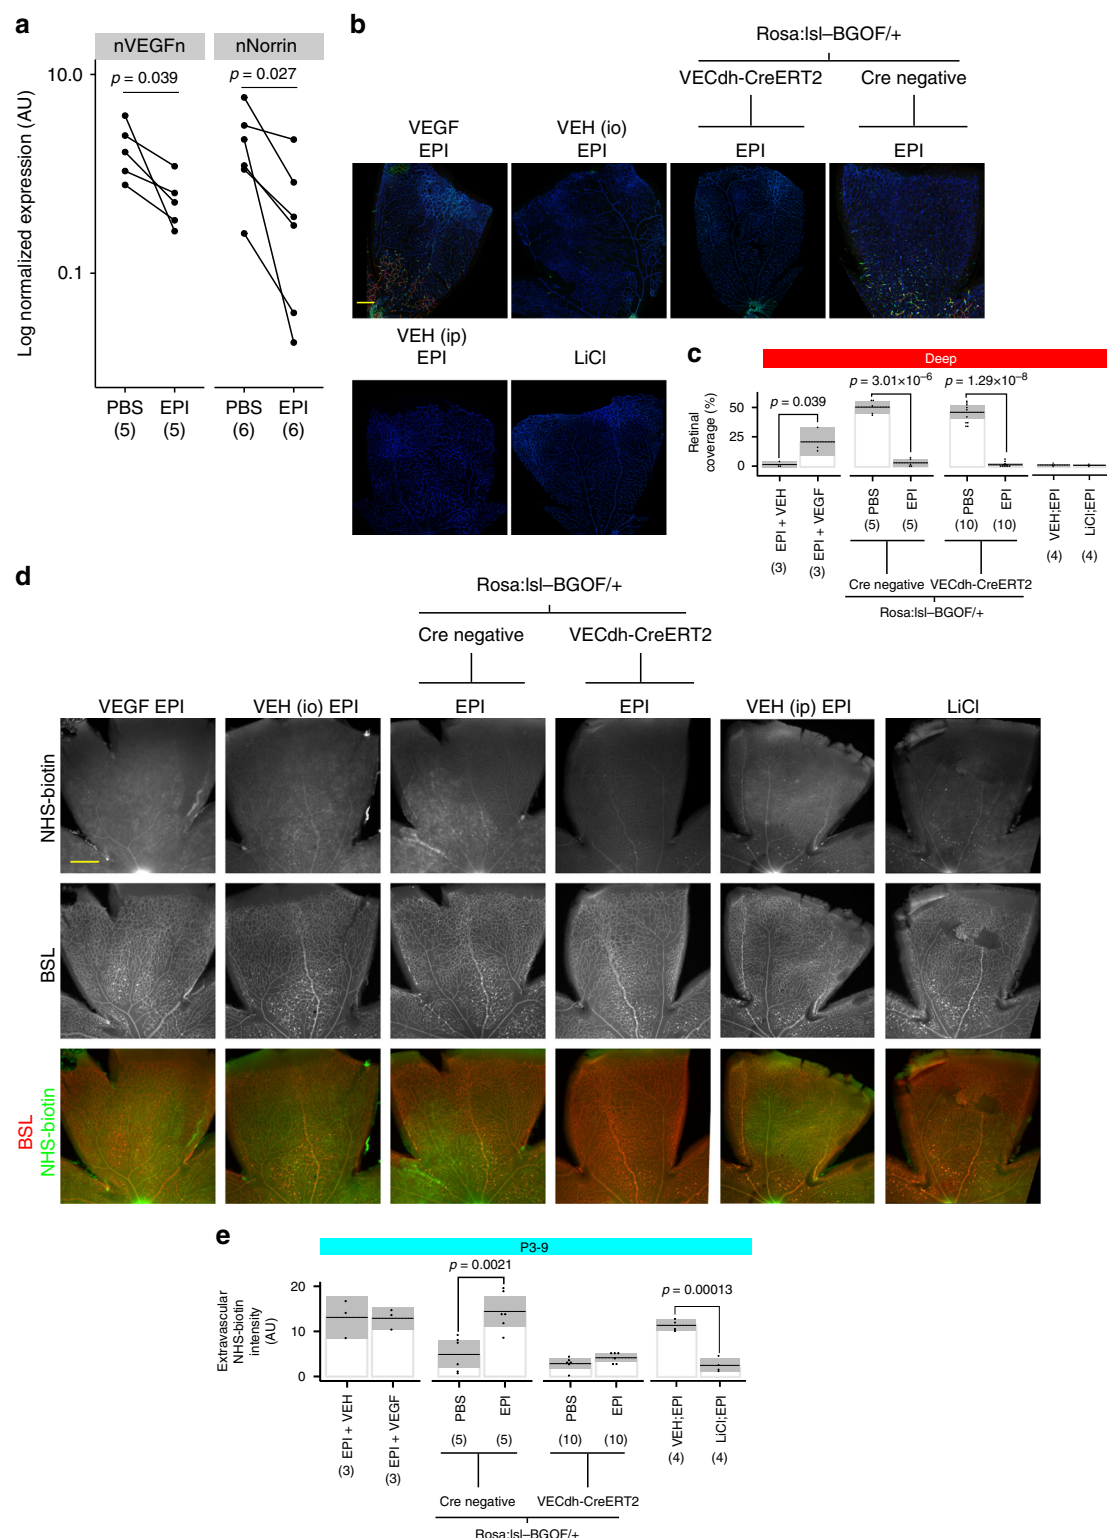 a
nVEGFn
nNorrin
10.0
0.1
p = 0.039
p = 0.027
Log normalized expression (AU)
PBS
EPI
PBS
EPI
(5)
(5)
(6)
(6)
b
Rosa:lsl–BGOF/+
VECdh-CreERT2
Cre negative
VEGF
EPI
VEH (io)
EPI
EPI
EPI
VEH (ip)
EPI
LiCl
c
Deep
Retinal
coverage (%)
50
25
0
p = 0.039
p = 3.01×10–6
p = 1.29×10–8
EPI + VEH
EPI + VEGF
PBS
EPI
PBS
EPI
VEH;EPI
LiCl;EPI
(3)
(3)
(5)
(5)
(10)
(10)
(4)
(4)
Cre negative
VECdh-CreERT2
Rosa:lsl–BGOF/+
d
Rosa:lsl–BGOF/+
Cre negative
VECdh-CreERT2
VEGF EPI
VEH (io) EPI
EPI
EPI
VEH (ip) EPI
LiCl
NHS-biotin
BSL
BSL
NHS-biotin
e
P3-9
Extravascular
NHS-biotin
intensity
(AU)
20
10
0
p = 0.0021
p = 0.00013
EPI + VEH
EPI + VEGF
PBS
EPI
PBS
EPI
VEH;EPI
LiCl;EPI
(3)
(3)
(5)
(5)
(10)
(10)
(4)
(4)
Cre negative
VECdh-CreERT2
Rosa:lsl–BGOF/+